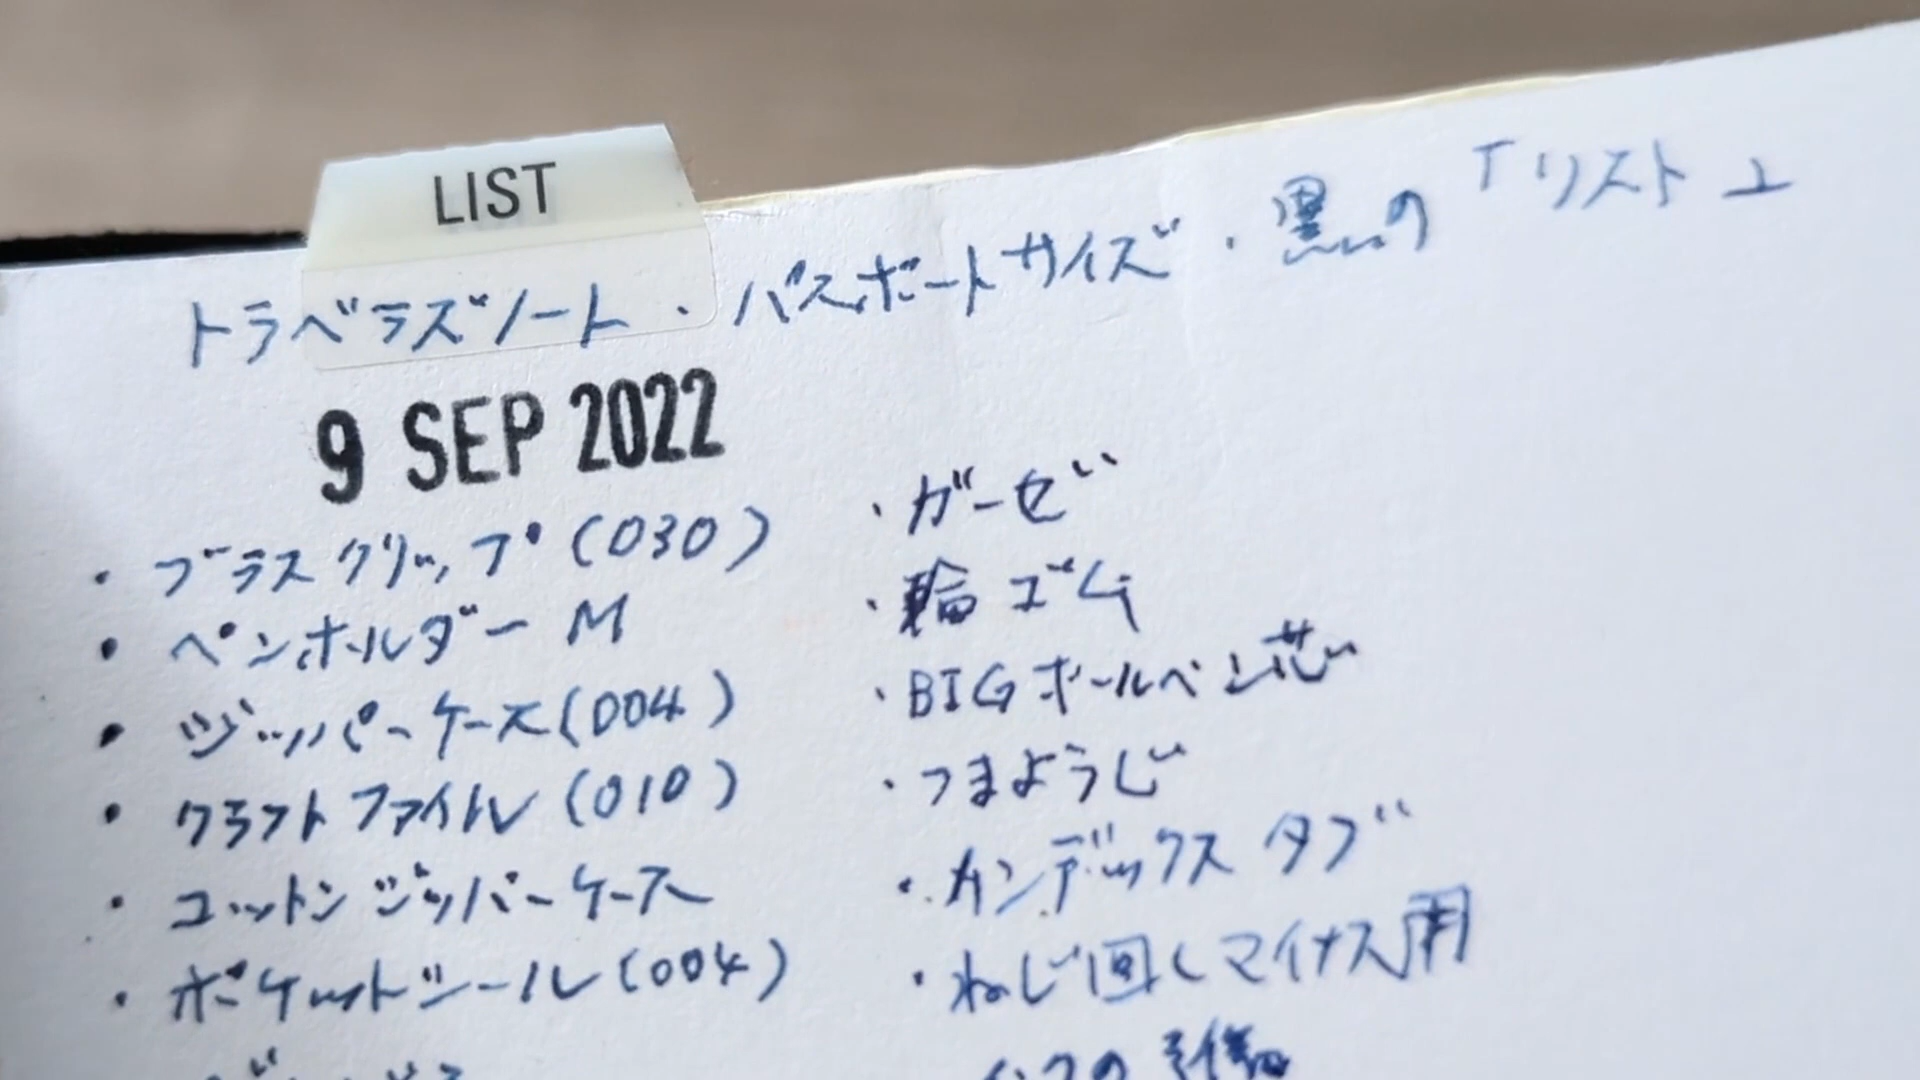 LIST
トラベラズノート・パスポートサイズ・黒の「リスト」
9 SEP 2022
・ブラスクリップ(030)
・ペンホルダー M
・ジッパーケース(004)
・クラフトファイル(010)
・コットンジッパーケース
・ポケットシール(004)
・ガーゼ
・輪ゴム
・BIGボールペン芯
・つまようじ
・インデックスタブ
・ねじ回しマイナス用